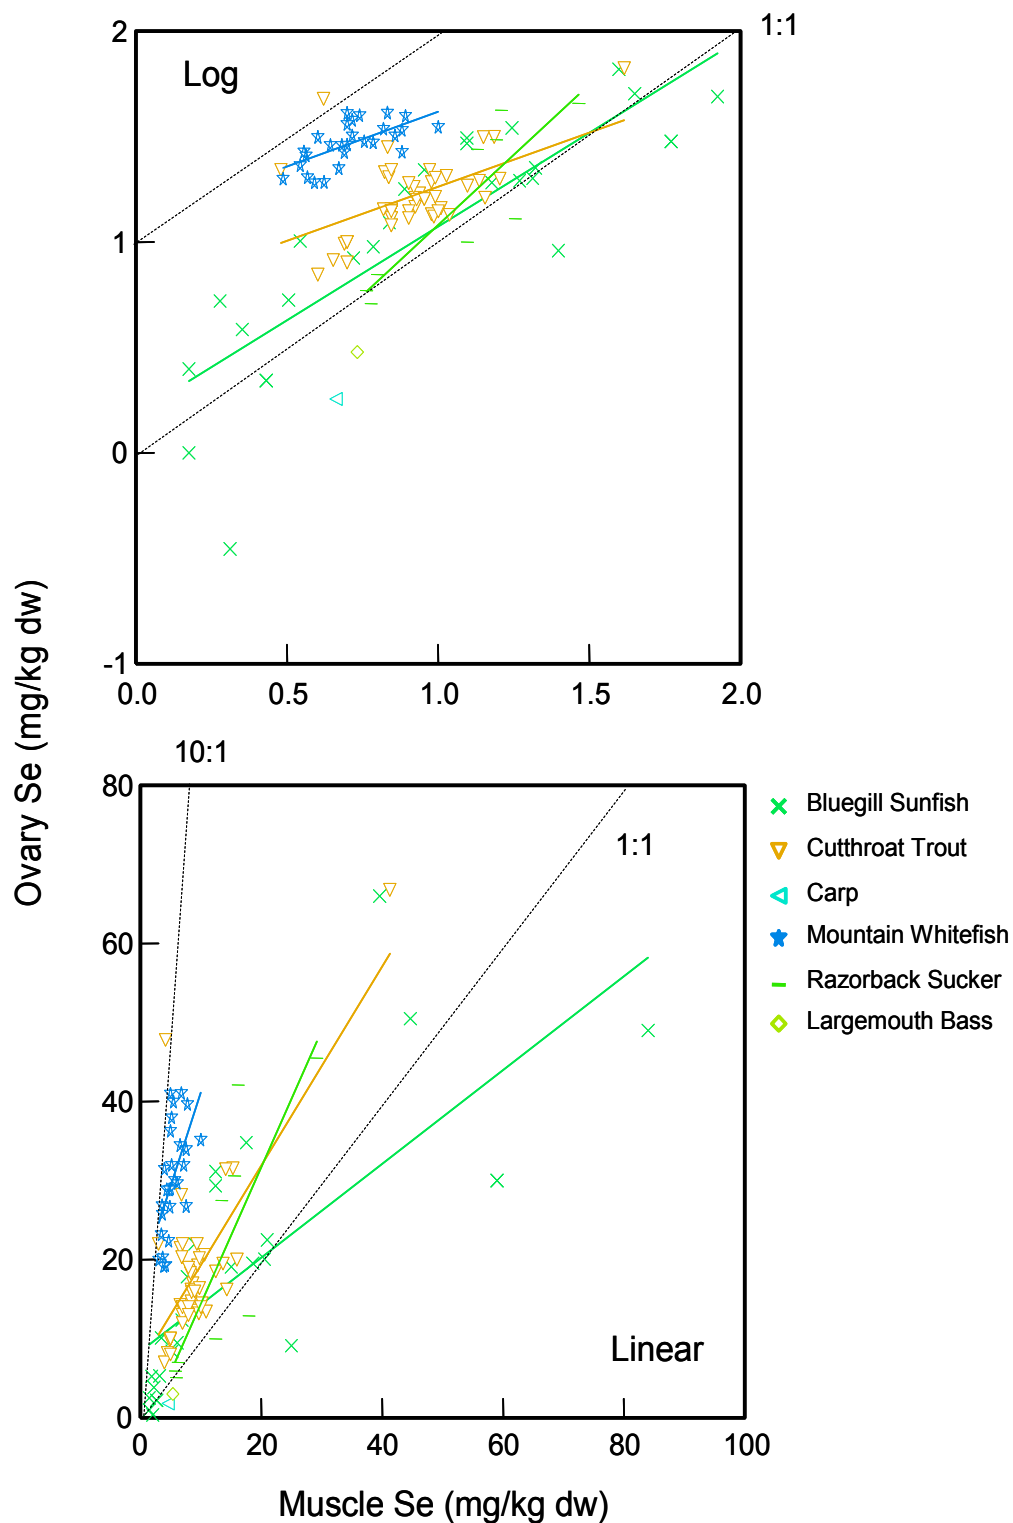 2
1:1
Log
1
0
-1
0.0 0.5 1.0 1.5 2.0
Ovary Se (mg/kg dw)
10:1
80
1:1
60
40
20
Linear
0
0 20 40 60 80 100
Muscle Se (mg/kg dw)
Bluegill Sunfish
Cutthroat Trout
Carp
Mountain Whitefish
Razorback Sucker
Largemouth Bass